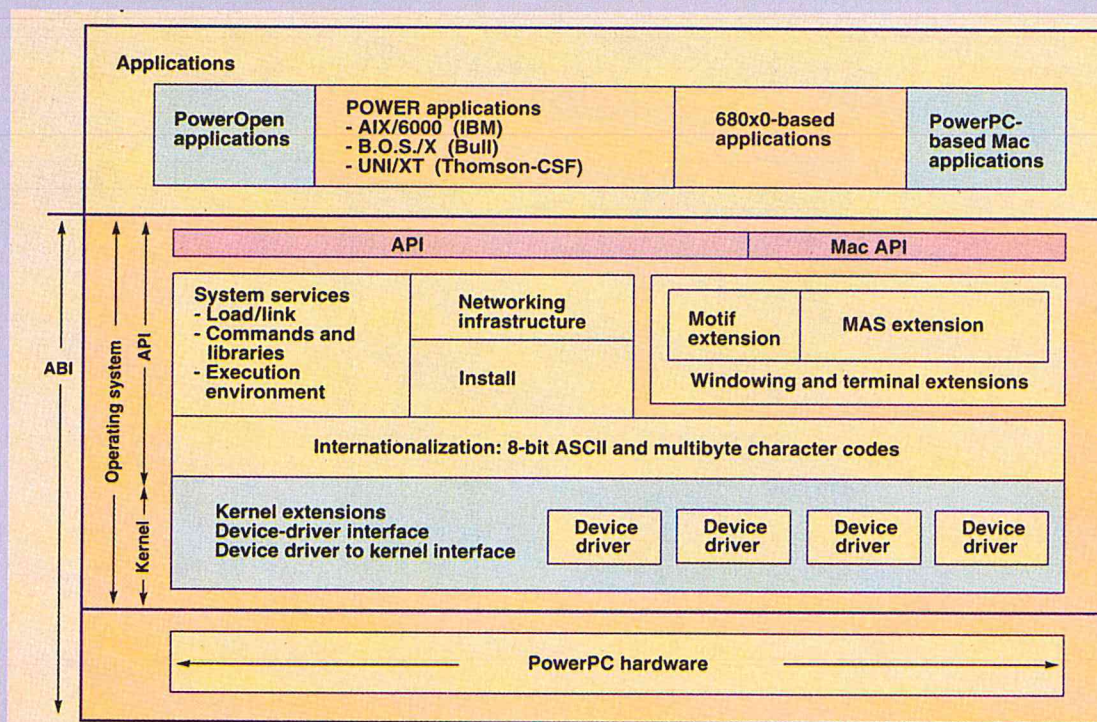 Applications
PowerOpen
applications
POWER applications
- AIX/6000 (IBM)
- B.O.S./X (Bull)
- UNI/XT (Thomson-CSF)
680x0-based
applications
PowerPC-
based Mac
applications
ABI
Operating system
API
Kernel
API
Mac API
System services
- Load/link
- Commands and
libraries
- Execution
environment
Networking
infrastructure
Install
Motif
extension
MAS extension
Windowing and terminal extensions
Internationalization: 8-bit ASCII and multibyte character codes
Kernel extensions
Device-driver interface
Device driver to kernel interface
Device
driver
Device
driver
Device
driver
Device
driver
PowerPC hardware